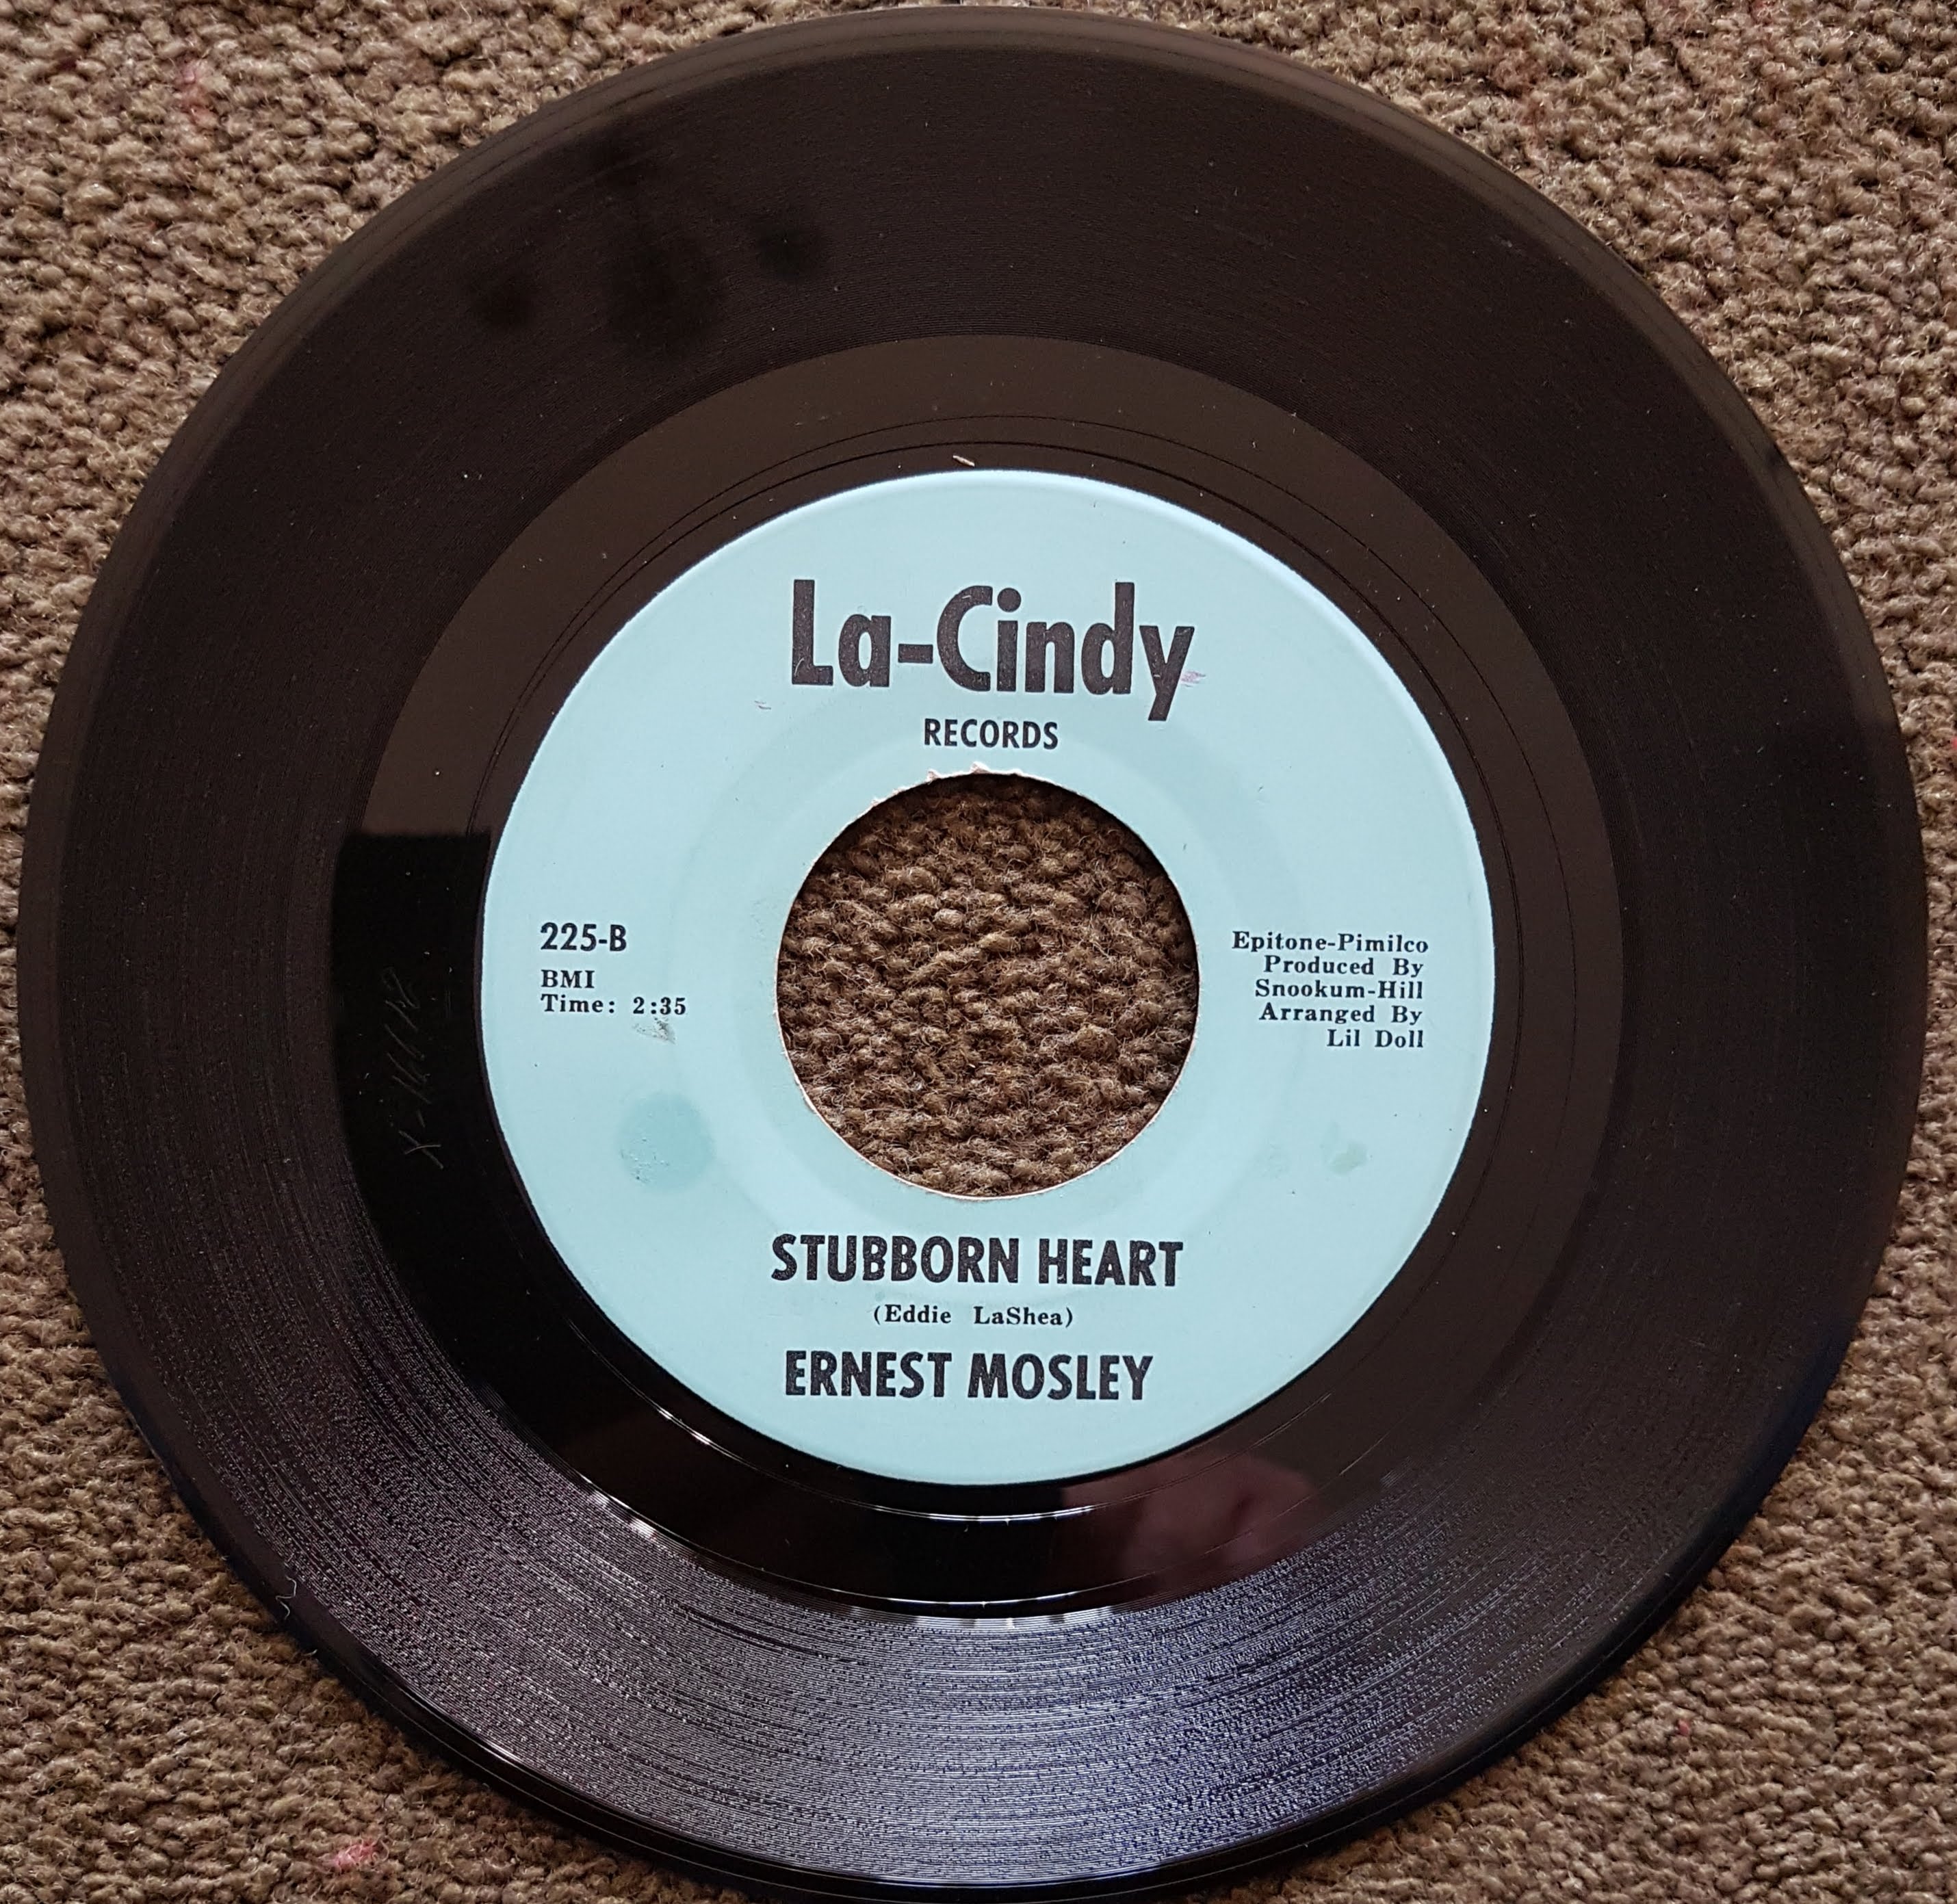 La-Cindy
RECORDS
225-B
BMI
Time: 2:35
Epitone-Pimilco
Produced By
Snookum-Hill
Arranged By
Lil Doll
STUBBORN HEART
(Eddie LaShea)
ERNEST MOSLEY